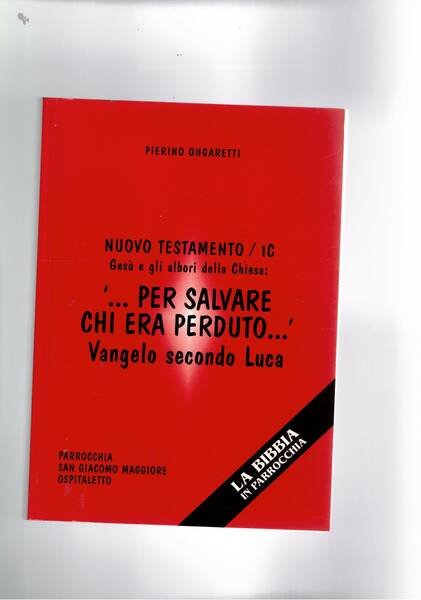 PIERINO ONGARETTI
NUOVO TESTAMENTO / 1C
Gesù e gli albori della Chiesa:
'... PER SALVARE
CHI ERA PERDUTO...'
Vangelo secondo Luca
PARROCCHIA
SAN GIACOMO MAGGIORE
OSPITALETTO
LA BIBBIA
IN PARROCCHIA